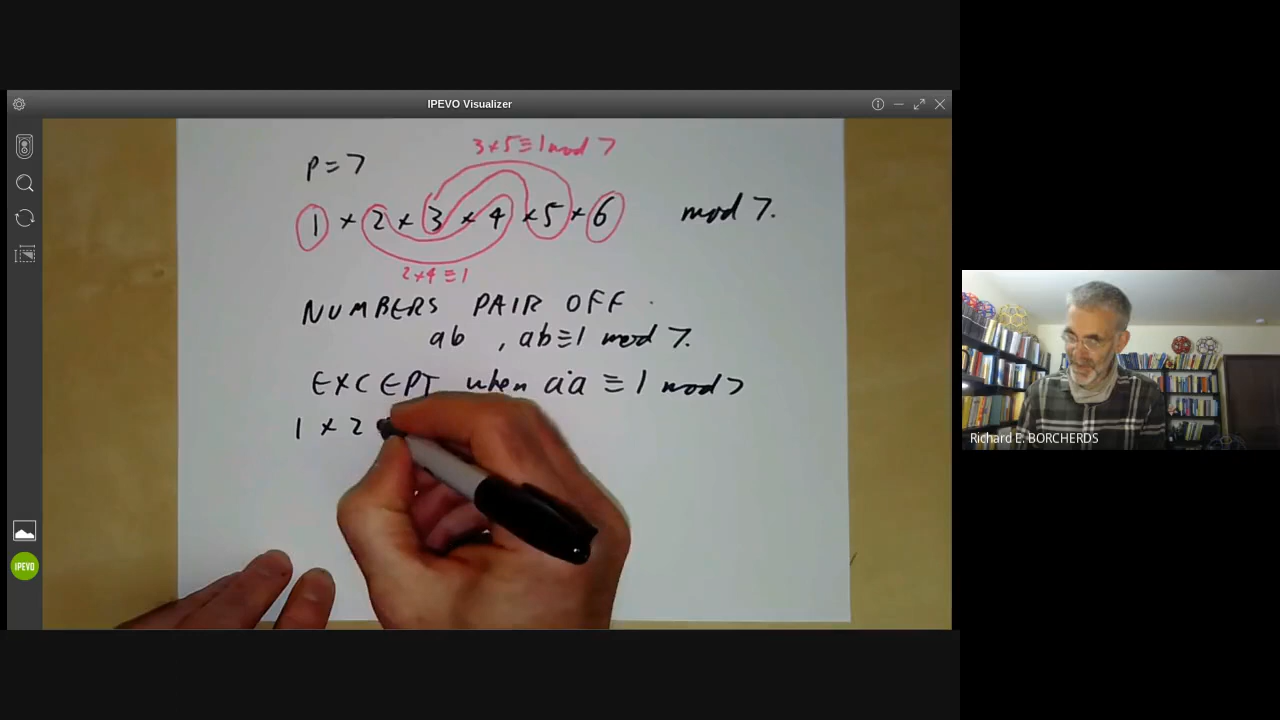 IPEVO Visualizer
3×5≡1 mod 7
p=7
1 × 2 × 3 × 4 × 5 × 6 mod 7.
2×4≡1
NUMBERS PAIR OFF.
ab , ab≡1 mod 7.
EXCEPT when a·a ≡ 1 mod 7
1 × 2
Richard E. BORCHERDS
IPEVO